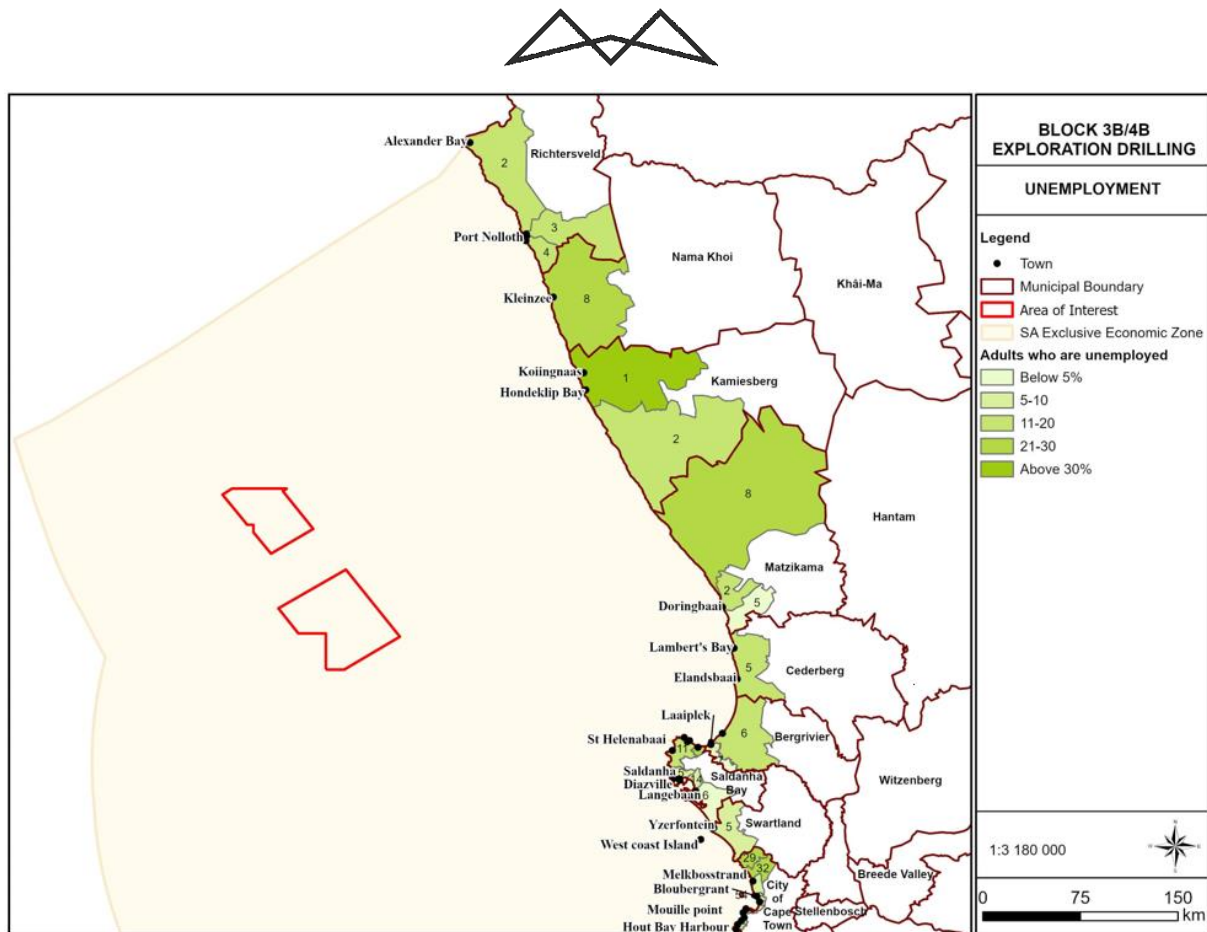 Alexander Bay
2
Richtersveld
Port Nolloth
3
4
Nama Khoi
Khâi-Ma
Kleinzee
8
Koiingnaas
1
Kamiesberg
Hondeklip Bay
2
8
Hantam
Matzikama
2
5
Doringbaai
Lambert's Bay
5
Cederberg
Elandsbaai
Laaiplek
6
Bergrivier
St Helenabaai
11
Witzenberg
Saldanha
5
Saldanha
Bay
Diazville
Langebaan
6
Yzerfontein
5
Swartland
West coast Island
29
32
Melkbosstrand
Breede Valley
Bloubergrant
City
of
Cape
Town
Mouille point
Stellenbosch
Hout Bay Harbour
BLOCK 3B/4B
EXPLORATION DRILLING
UNEMPLOYMENT
Legend
Town
Municipal Boundary
Area of Interest
SA Exclusive Economic Zone
Adults who are unemployed
Below 5%
5-10
11-20
21-30
Above 30%
1:3 180 000
0 75 150
km